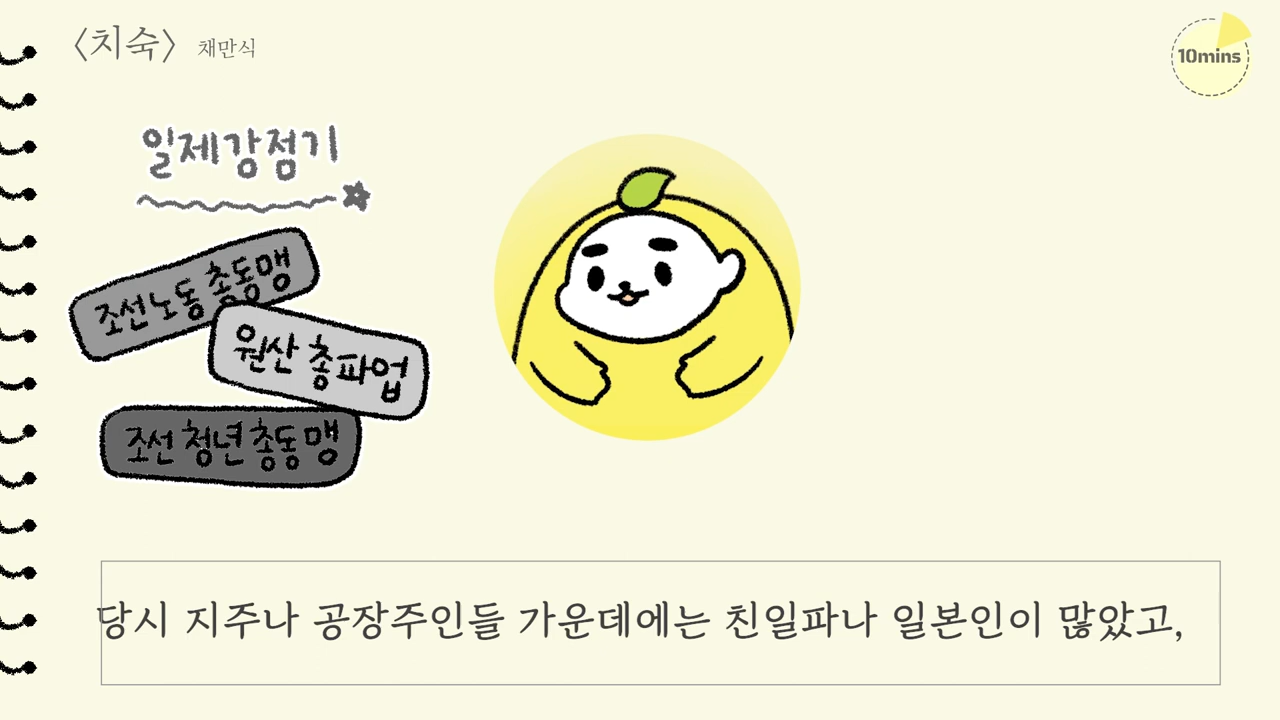 〈치숙〉 채만식
10mins
일제강점기
조선노동총동맹
원산 총파업
조선청년총동맹
당시 지주나 공장주인들 가운데에는 친일파나 일본인이 많았고,